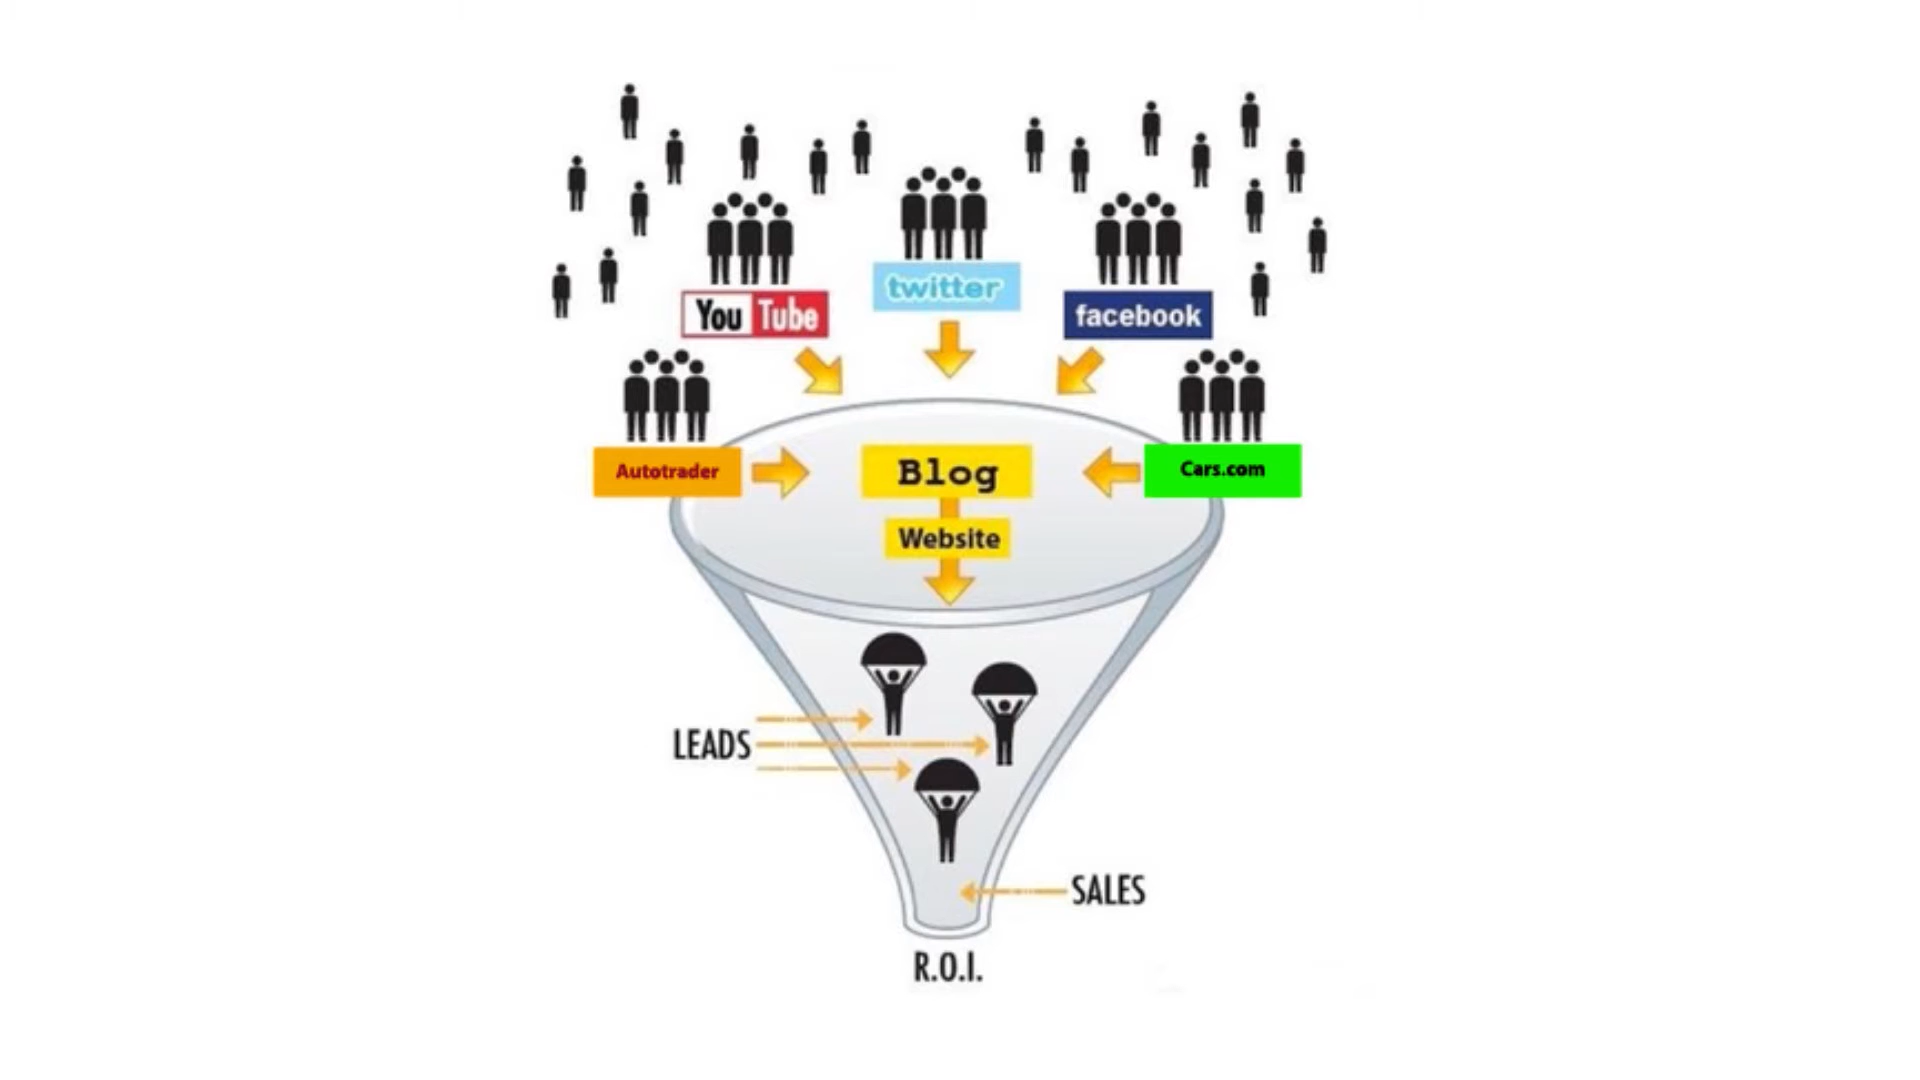 twitter
YouTube
facebook
Autotrader
Blog
Cars.com
Website
LEADS
SALES
R.O.I.